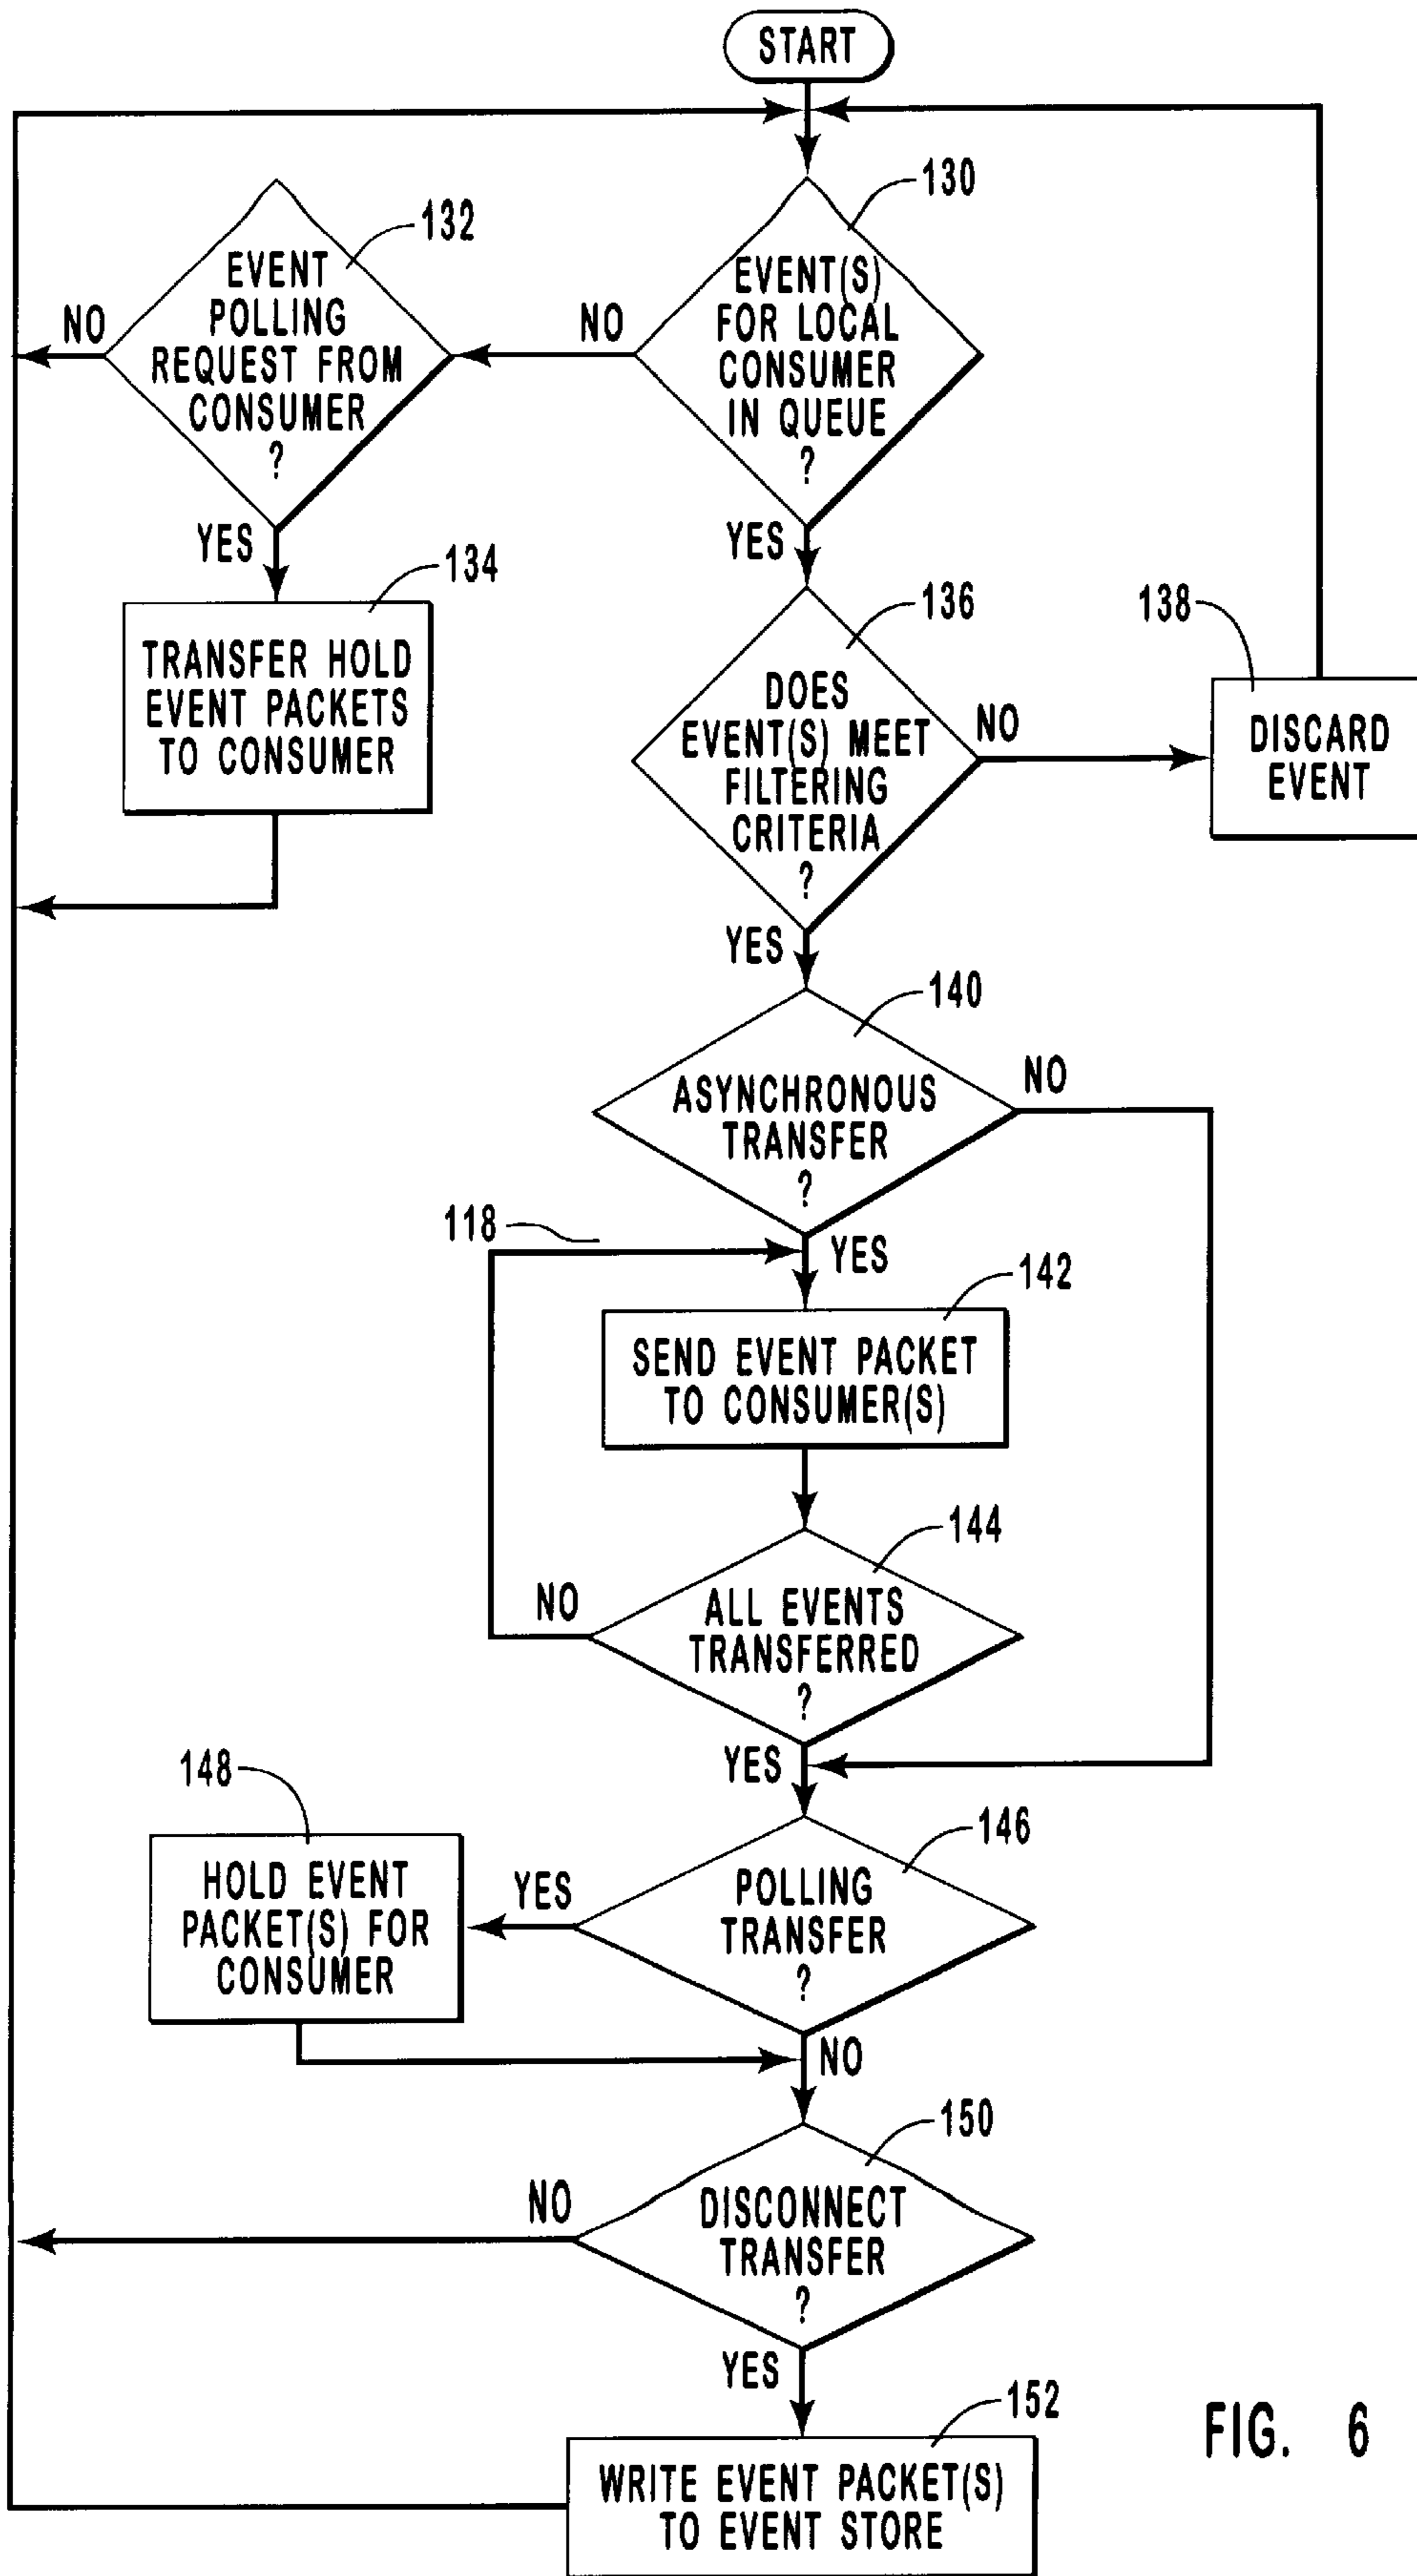 START
130
132
EVENT(S)
FOR LOCAL
CONSUMER
IN QUEUE
?
EVENT
POLLING
REQUEST FROM
CONSUMER
?
NO
NO
YES
YES
134
136
138
TRANSFER HOLD
EVENT PACKETS
TO CONSUMER
DOES
EVENT(S) MEET
FILTERING
CRITERIA
?
NO
DISCARD
EVENT
YES
140
ASYNCHRONOUS
TRANSFER
?
NO
118
YES
142
SEND EVENT PACKET
TO CONSUMER(S)
144
ALL EVENTS
TRANSFERRED
?
NO
YES
148
146
HOLD EVENT
PACKET(S) FOR
CONSUMER
YES
POLLING
TRANSFER
?
NO
150
DISCONNECT
TRANSFER
?
NO
YES
152
WRITE EVENT PACKET(S)
TO EVENT STORE
FIG. 6